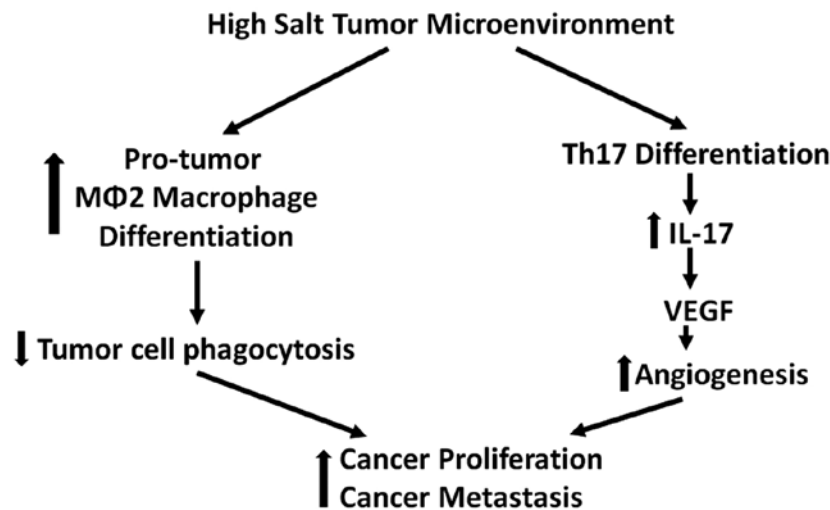 High Salt Tumor Microenvironment
Pro-tumor
MΦ2 Macrophage
Differentiation
Tumor cell phagocytosis
Th17 Differentiation
IL-17
VEGF
Angiogenesis
Cancer Proliferation
Cancer Metastasis